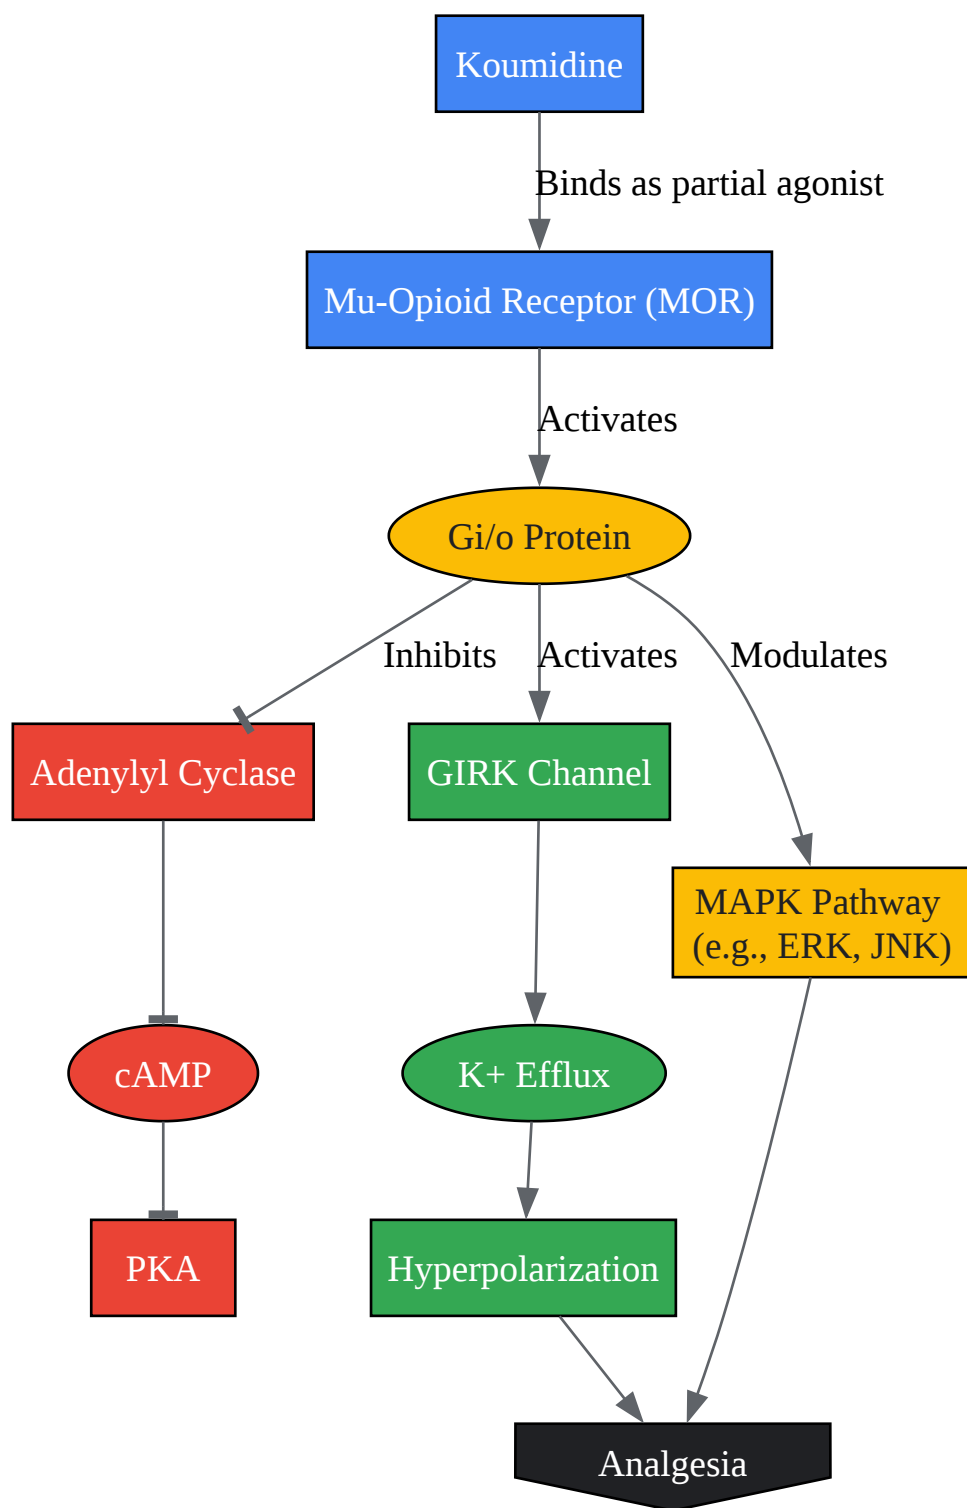 Koumidine
Binds as partial agonist
Mu-Opioid Receptor (MOR)
Activates
Gi/o Protein
Inhibits
Activates
Modulates
Adenylyl Cyclase
GIRK Channel
MAPK Pathway
(e.g., ERK, JNK)
cAMP
K+ Efflux
PKA
Hyperpolarization
Analgesia